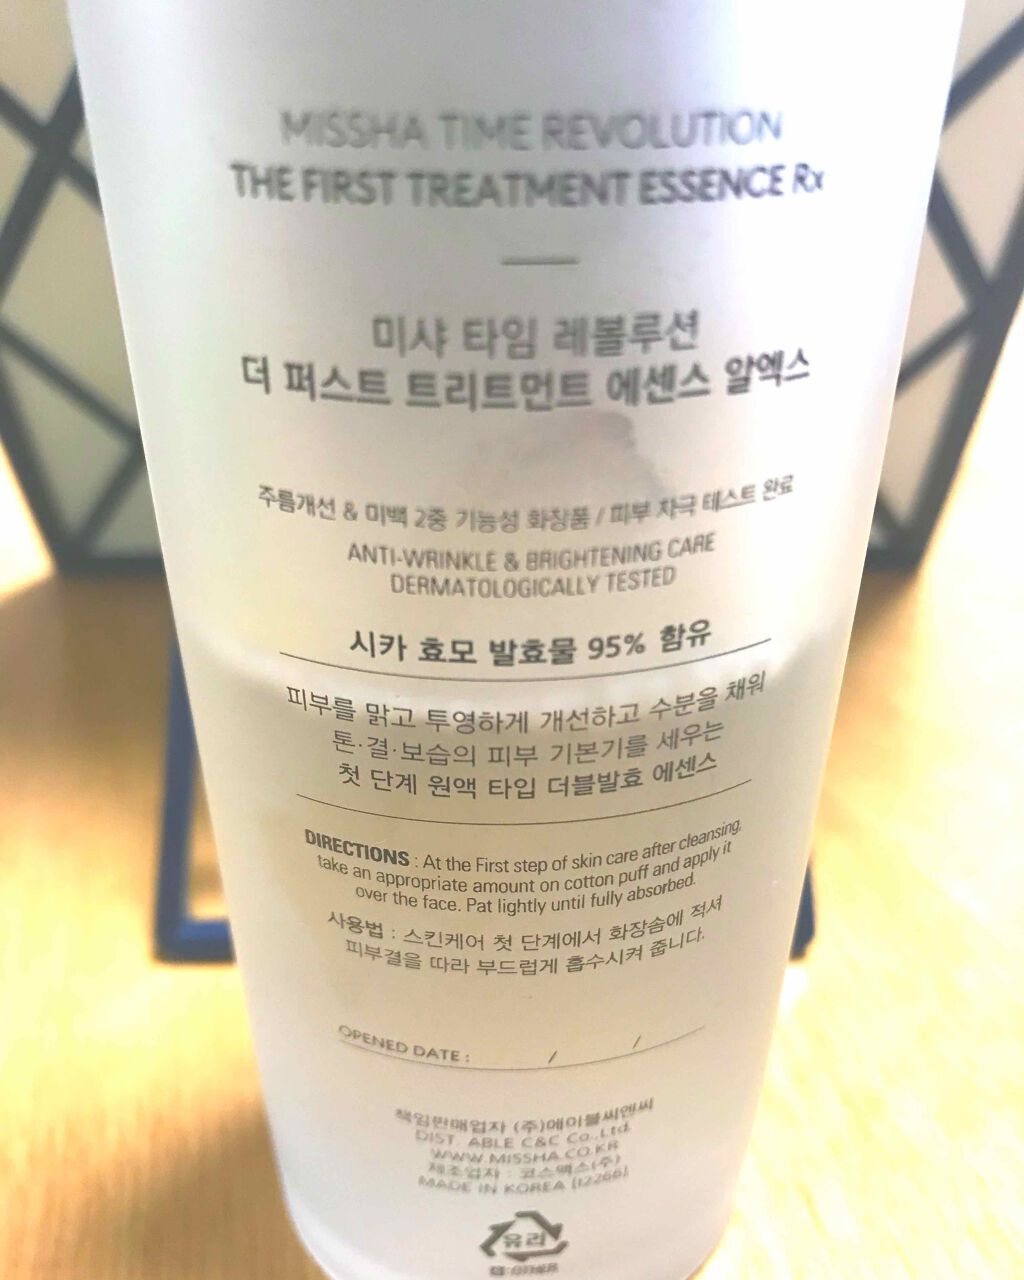 MISSHA TIME REVOLUTION
THE FIRST TREATMENT ESSENCE Rx
미샤 타임 레볼루션
더 퍼스트 트리트먼트 에센스 알엑스
주름개선 & 미백 2중 기능성 화장품 / 피부 자극 테스트 완료
ANTI-WRINKLE & BRIGHTENING CARE
DERMATOLOGICALLY TESTED
시카 효모 발효물 95% 함유
피부를 맑고 투영하게 개선하고 수분을 채워
톤·결·보습의 피부 기본기를 세우는
첫 단계 원액 타입 더블발효 에센스
DIRECTIONS : At the First step of skin care after cleansing,
take an appropriate amount on cotton puff and apply it
over the face. Pat lightly until fully absorbed.
사용법 : 스킨케어 첫 단계에서 화장솜에 적셔
피부결을 따라 부드럽게 흡수시켜 줍니다.
OPENED DATE : / /
책임판매업자 (주)에이블씨엔씨
DIST. ABLE C&C Co.,Ltd.
WWW.MISSHA.CO.KR
제조업자 : 코스맥스(주)
MADE IN KOREA (12266)
유리